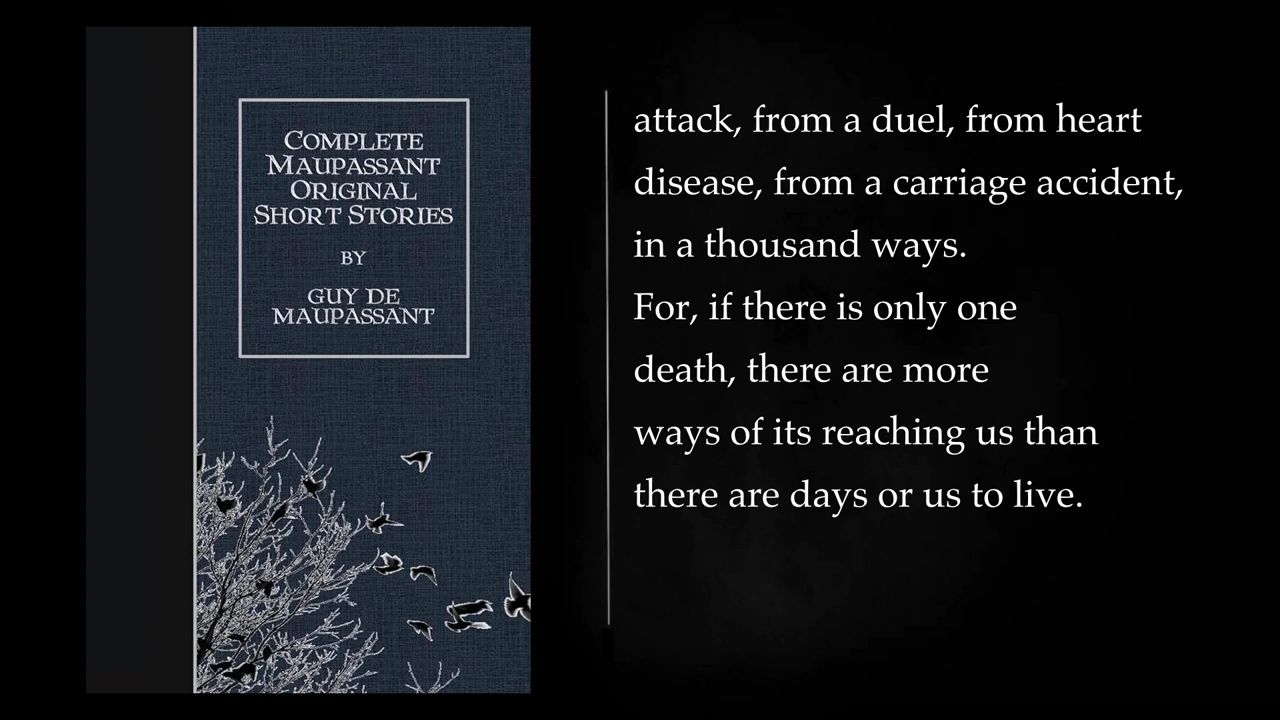 COMPLETE
MAUPASSANT
ORIGINAL
SHORT STORIES
BY
GUY DE
MAUPASSANT
attack, from a duel, from heart
disease, from a carriage accident,
in a thousand ways.
For, if there is only one
death, there are more
ways of its reaching us than
there are days or us to live.